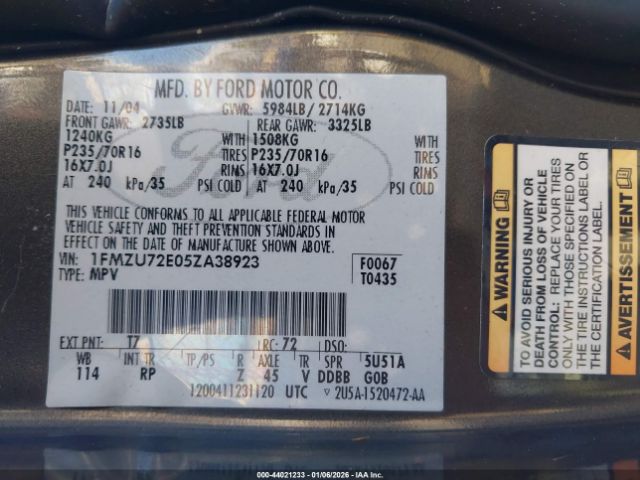 MFD. BY FORD MOTOR CO.
DATE: 11/04 GVWR: 5984LB/ 2714KG
FRONT GAWR: 2735LB REAR GAWR: 3325LB
1240KG WITH 1508KG WITH
P235/70R16 TIRES P235/70R16 TIRES
16X7.0J RIMS 16X7.0J RIMS
AT 240 kPa/35 PSI COLD AT 240 kPa/35 PSI COLD
Ford
THIS VEHICLE CONFORMS TO ALL APPLICABLE FEDERAL MOTOR
VEHICLE SAFETY AND THEFT PREVENTION STANDARDS IN
EFFECT ON THE DATE OF MANUFACTURE SHOWN ABOVE.
VIN: 1FMZU72E05ZA38923 F0067
TYPE: MPV T0435
EXT PNT: T7 RC: 72 DSO:
WB INT TR TP/PS R AXLE TR SPR 5U51A
114 RP Z 45 V DDBB G0B
1200411231120 UTC 2U5A-1520472-AA
TO AVOID SERIOUS INJURY OR
DEATH FROM LOSS OF VEHICLE
CONTROL: REPLACE YOUR TIRES
ONLY WITH THOSE SPECIFIED ON
THE TIRE INSTRUCTIONS LABEL OR
THE CERTIFICATION LABEL.
000-44021233 - 01/06/2026 - IAA Inc.